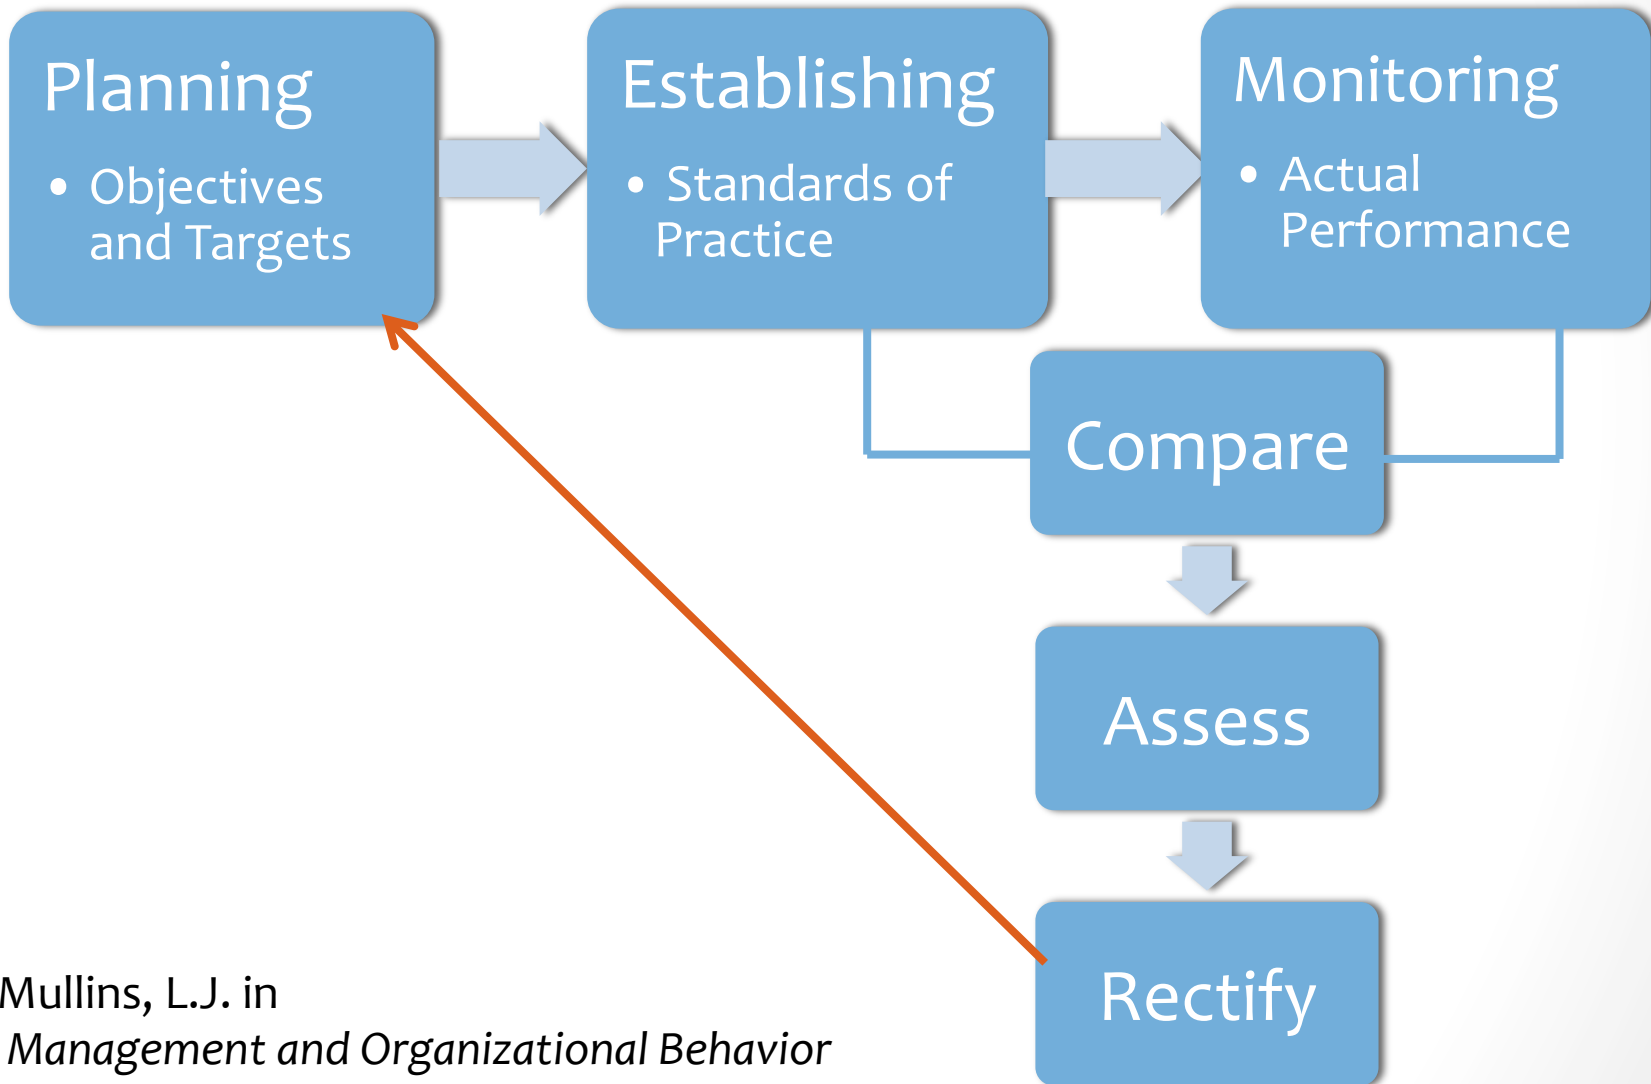 Planning
• Objectives
and Targets
Establishing
• Standards of
Practice
Monitoring
• Actual
Performance
Compare
Assess
Rectify
Mullins, L.J. in
Management and Organizational Behavior